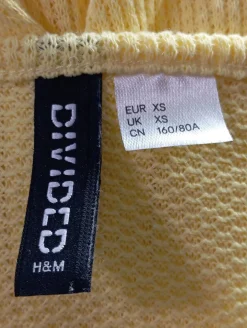 DIVIDED
H&M
EUR XS
UK XS
CN 160/80A